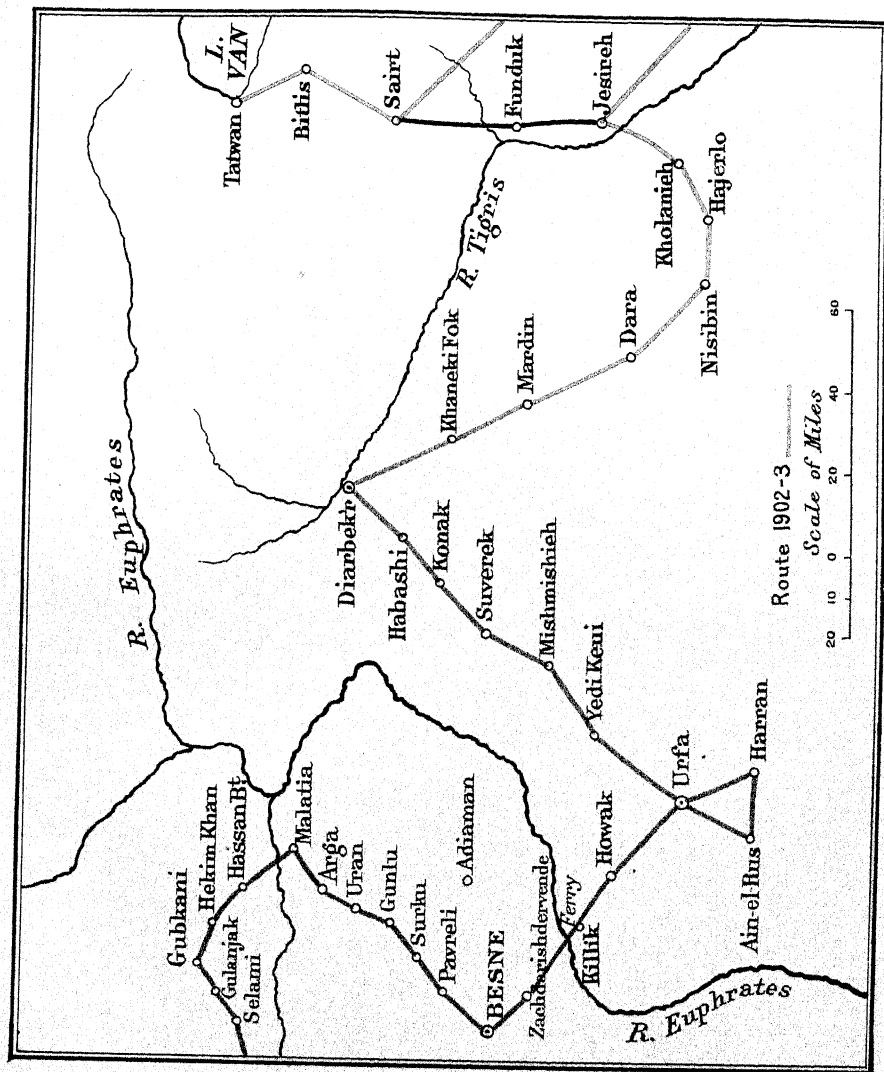 R. Euphrates
Gubkani
Hekim Khan
Gulanjak
Hassan Bt
Selami
Malatia
Arga
Uran
Gunlu
Surku
Pavreli
Adiaman
BESNE
Zachdarishdervende
Ferry
Killik
Howak
R. Euphrates
Urfa
Ain-el-Rus
Harran
Yedi Keui
Mishmishieh
Suverek
Konak
Habashi
Diarbekr
Khaneki Fok
Mardin
Dara
Nisibin
Hajerlo
Kholanieh
Jesireh
Funduk
Sairt
Bitlis
Tatwan
L.
VAN
R. Tigris
Route 1902-3
Scale of Miles
20 10 0 20 40 60